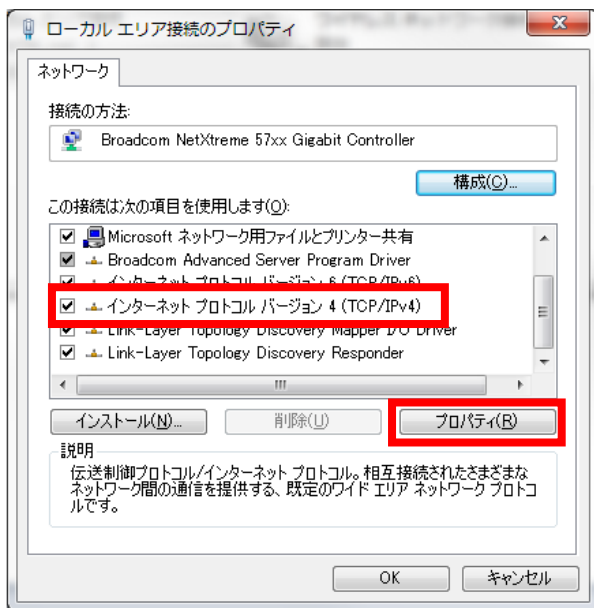 ローカル エリア接続のプロパティ
ネットワーク
接続の方法:
Broadcom NetXtreme 57xx Gigabit Controller
構成(C)...
この接続は次の項目を使用します(O):
Microsoft ネットワーク用ファイルとプリンター共有
Broadcom Advanced Server Program Driver
インターネット プロトコル バージョン 6 (TCP/IPv6)
インターネット プロトコル バージョン 4 (TCP/IPv4)
Link-Layer Topology Discovery Mapper I/O Driver
Link-Layer Topology Discovery Responder
インストール(N)...
削除(U)
プロパティ(R)
説明
伝送制御プロトコル/インターネット プロトコル。相互接続されたさまざまな
ネットワーク間の通信を提供する、既定のワイド エリア ネットワーク プロトコ
ルです。
OK
キャンセル